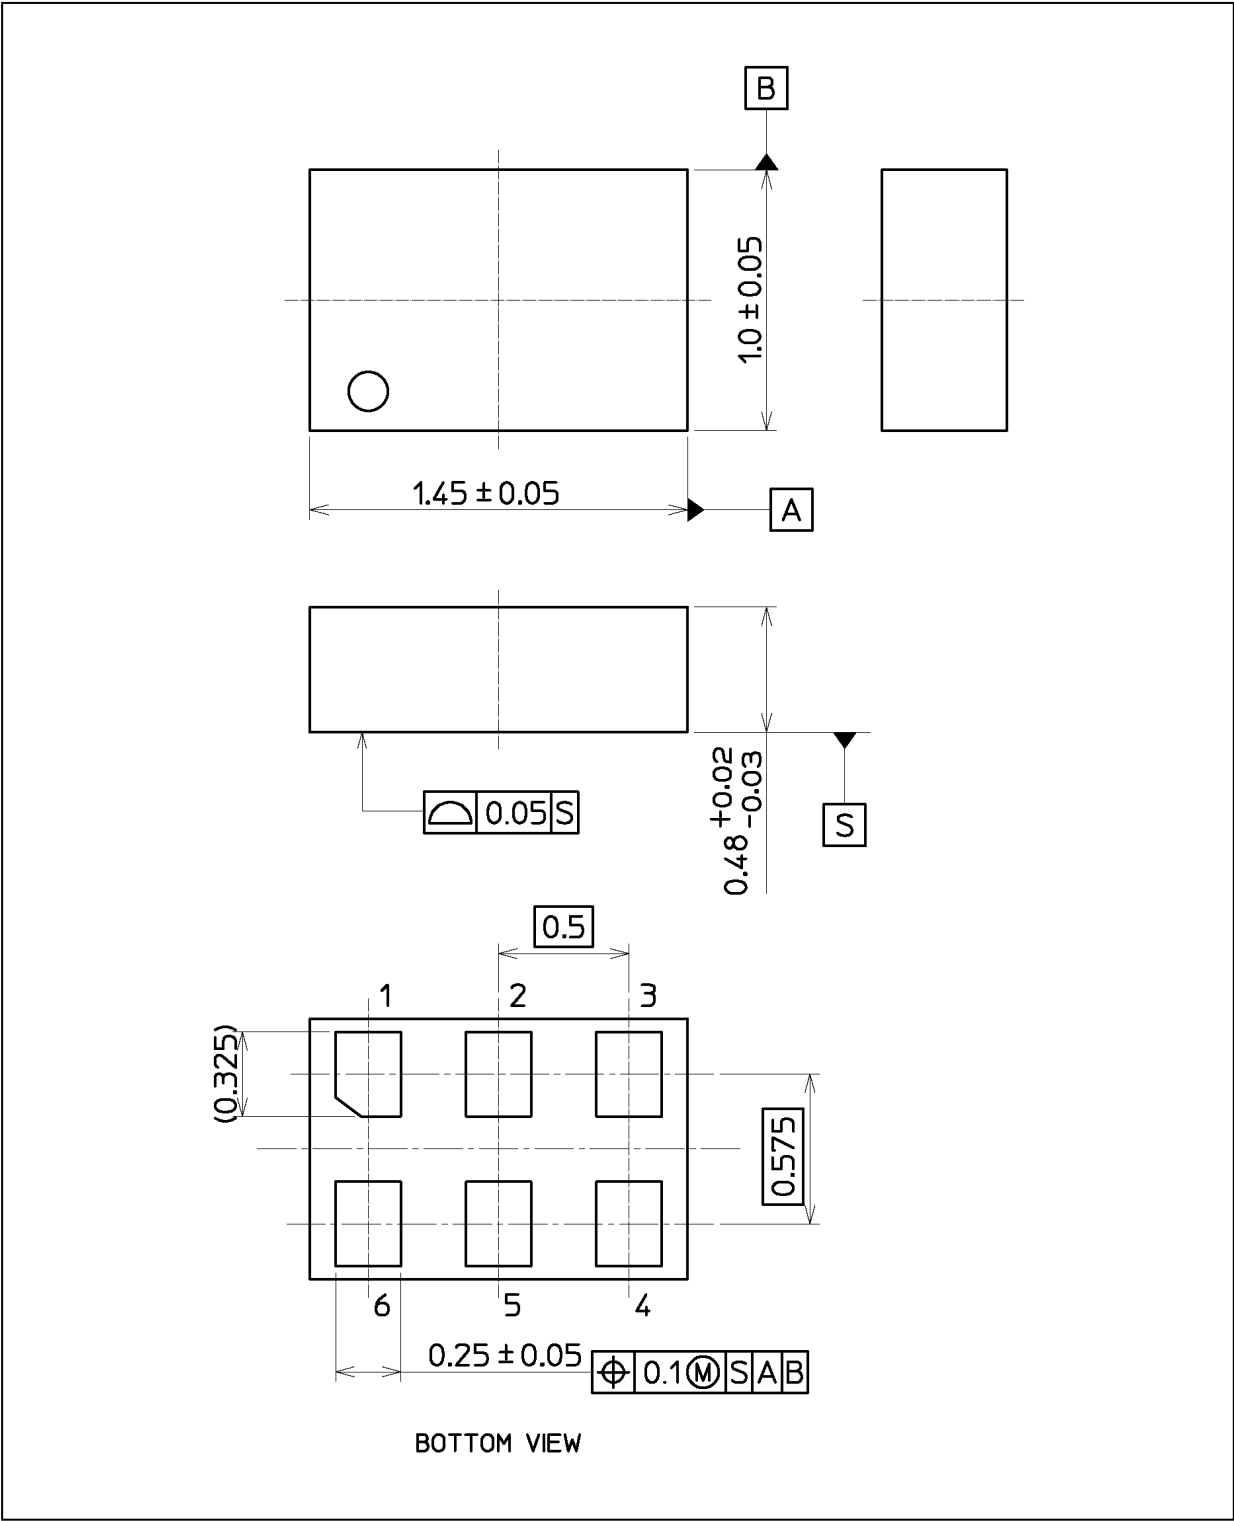 B
1.0 ± 0.05
1.45 ± 0.05
A
0.48 +0.02 -0.03
⌓ 0.05 S
S
0.5
1 2 3
(0.325)
0.575
6 5 4
0.25 ± 0.05
⌖ 0.1 Ⓜ S A B
BOTTOM VIEW